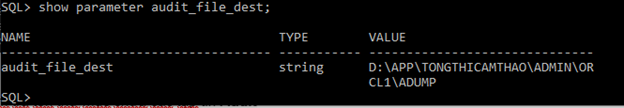 SQL> show parameter audit_file_dest;
NAME TYPE VALUE
------------------------------------ ----------- ------------------------------
audit_file_dest string D:\APP\TONGTHICAMTHAO\ADMIN\OR
CL1\ADUMP
SQL>